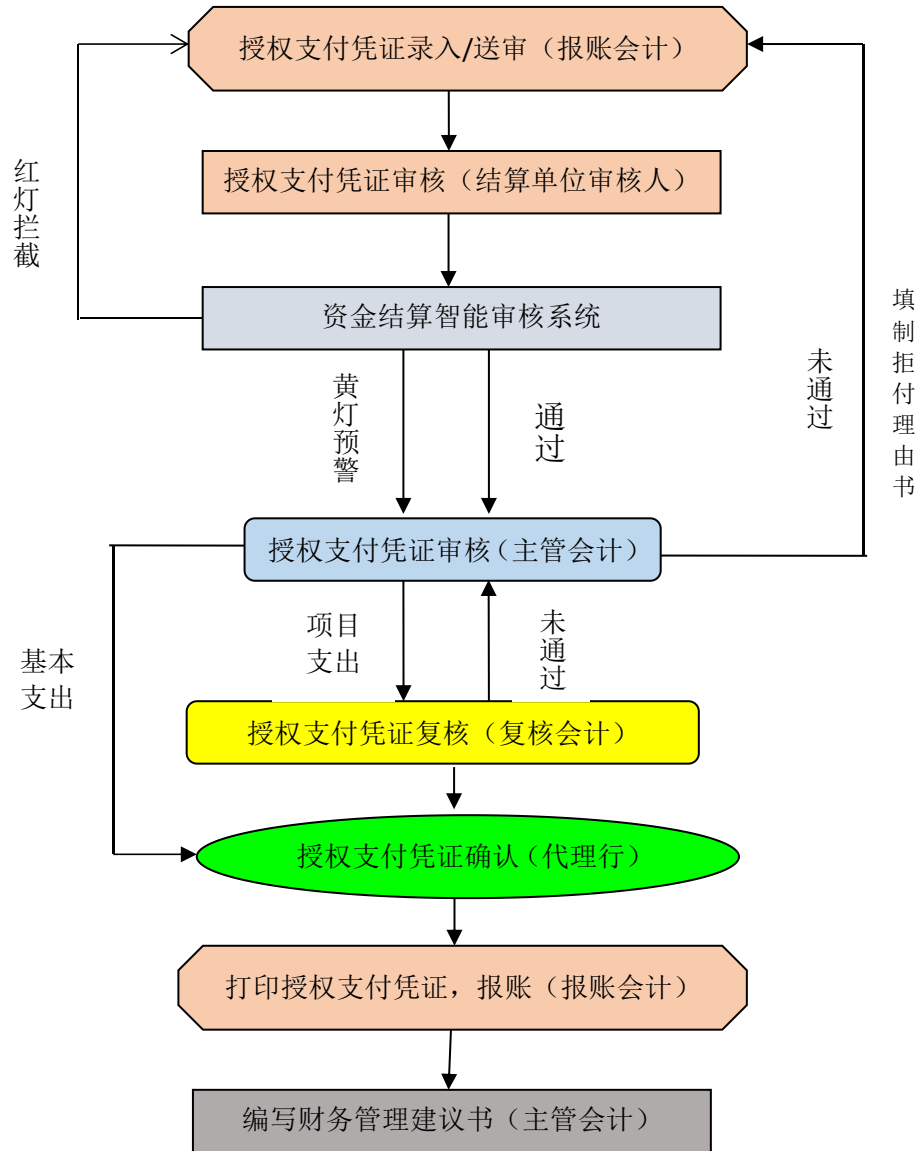 授权支付凭证录入/送审（报账会计）
红灯拦截
授权支付凭证审核（结算单位审核人）
资金结算智能审核系统
填制拒付理由书
未通过
黄灯预警
通过
授权支付凭证审核（主管会计）
项目
支出
未通过
基本
支出
授权支付凭证复核（复核会计）
授权支付凭证确认（代理行）
打印授权支付凭证，报账（报账会计）
编写财务管理建议书（主管会计）